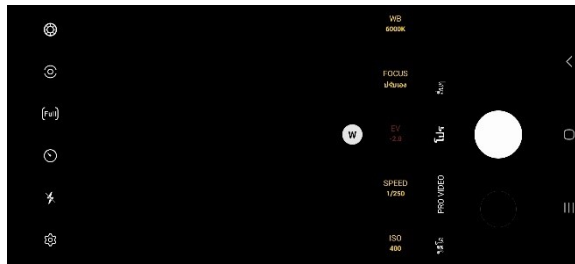 WB
6000K
FOCUS
ปรับเอง
[Full]
W
EV
SPEED
1/250
ISO
400
โปร
PRO VIDEO